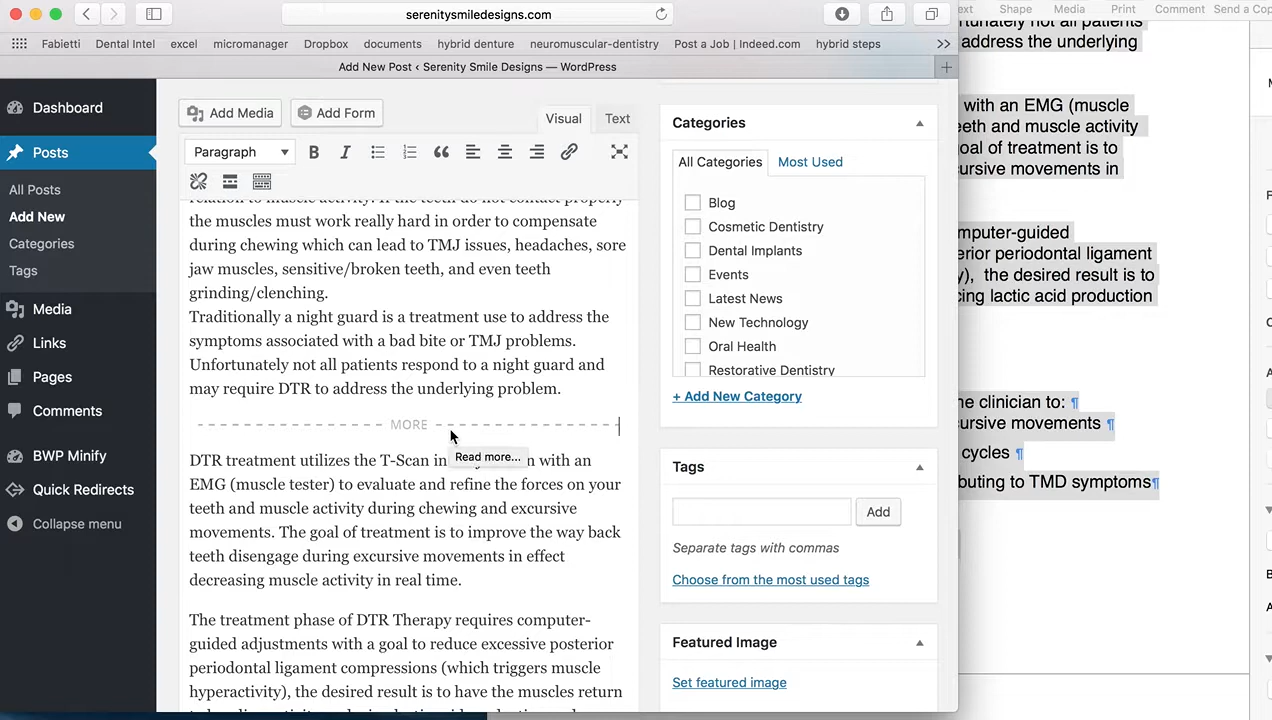 serenitysmiledesigns.com
Fabietti Dental Intel excel micromanager Dropbox documents hybrid denture neuromuscular-dentistry Post a Job | Indeed.com hybrid steps
Add New Post ‹ Serenity Smile Designs — WordPress
Shape Media Print Comment
Dashboard
Posts
All Posts
Add New
Categories
Tags
Media
Links
Pages
Comments
BWP Minify
Quick Redirects
Collapse menu
Add Media Add Form Visual Text
Paragraph
the muscles must work really hard in order to compensate
during chewing which can lead to TMJ issues, headaches, sore
jaw muscles, sensitive/broken teeth, and even teeth
grinding/clenching.
Traditionally a night guard is a treatment use to address the
symptoms associated with a bad bite or TMJ problems.
Unfortunately not all patients respond to a night guard and
may require DTR to address the underlying problem.
MORE
Read more...
DTR treatment utilizes the T-Scan in with an
EMG (muscle tester) to evaluate and refine the forces on your
teeth and muscle activity during chewing and excursive
movements. The goal of treatment is to improve the way back
teeth disengage during excursive movements in effect
decreasing muscle activity in real time.
The treatment phase of DTR Therapy requires computer-
guided adjustments with a goal to reduce excessive posterior
periodontal ligament compressions (which triggers muscle
hyperactivity), the desired result is to have the muscles return
Categories
All Categories Most Used
Blog
Cosmetic Dentistry
Dental Implants
Events
Latest News
New Technology
Oral Health
Restorative Dentistry
+ Add New Category
Tags
Add
Separate tags with commas
Choose from the most used tags
Featured Image
Set featured image
not all patients
address the underlying
with an EMG (muscle
eeth and muscle activity
oal of treatment is to
cursive movements in
mputer-guided
erior periodontal ligament
y), the desired result is to
cing lactic acid production
he clinician to: ¶
cursive movements ¶
cycles ¶
buting to TMD symptoms¶